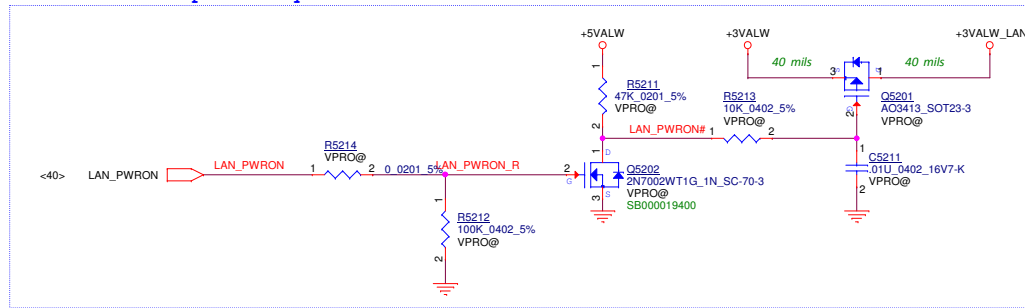 +5VALW
+3VALW
+3VALW_LAN
40 mils
40 mils
1
3
S
D
1
R5211
47K_0201_5%
VPRO@
R5213
10K_0402_5%
VPRO@
Q5201
AO3413_SOT23-3
VPRO@
G
2
2
LAN_PWRON#
1
2
R5214
VPRO@
1
D
1
C5211
.01U_0402_16V7-K
VPRO@
2
<40>
LAN_PWRON
LAN_PWRON
1
2
0_0201_5%
LAN_PWRON_R
2
G
Q5202
2N7002WT1G_1N_SC-70-3
VPRO@
SB000019400
3
S
1
R5212
100K_0402_5%
VPRO@
2